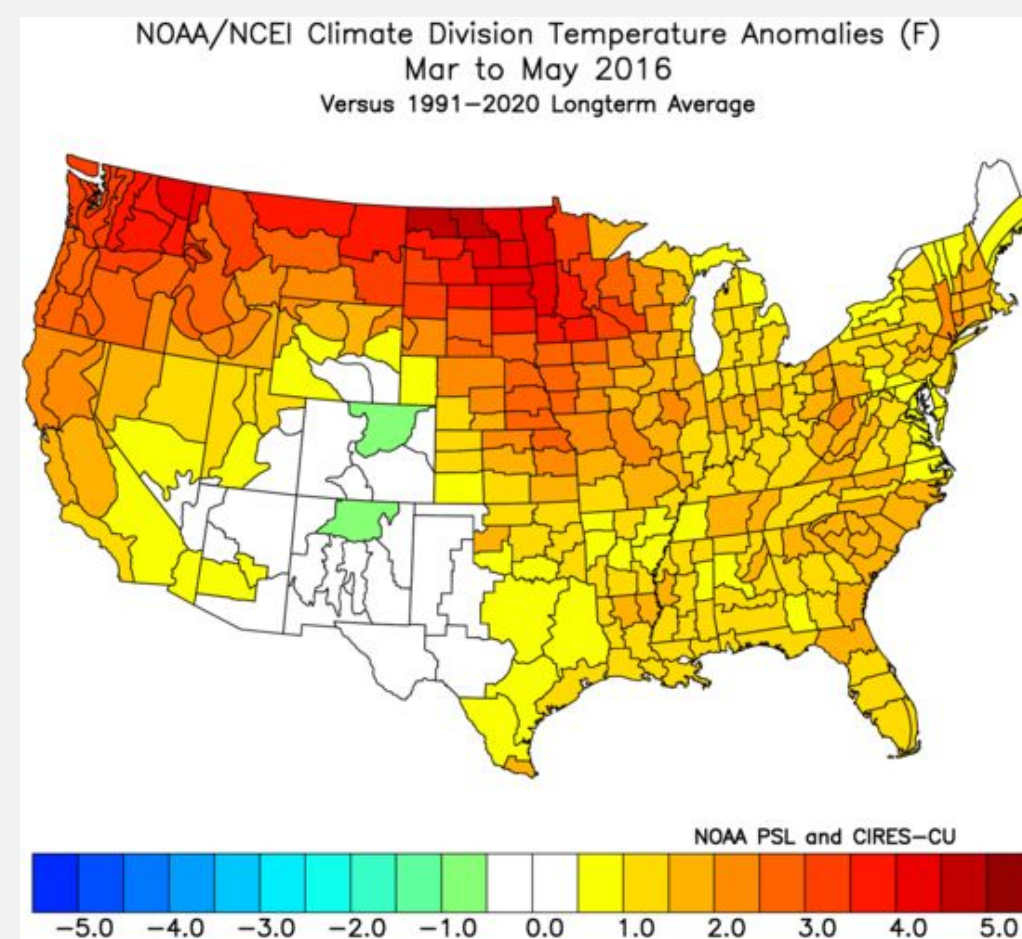 NOAA/NCEI Climate Division Temperature Anomalies (F)
Mar to May 2016
Versus 1991–2020 Longterm Average
NOAA PSL and CIRES–CU
−5.0 −4.0 −3.0 −2.0 −1.0 0.0 1.0 2.0 3.0 4.0 5.0